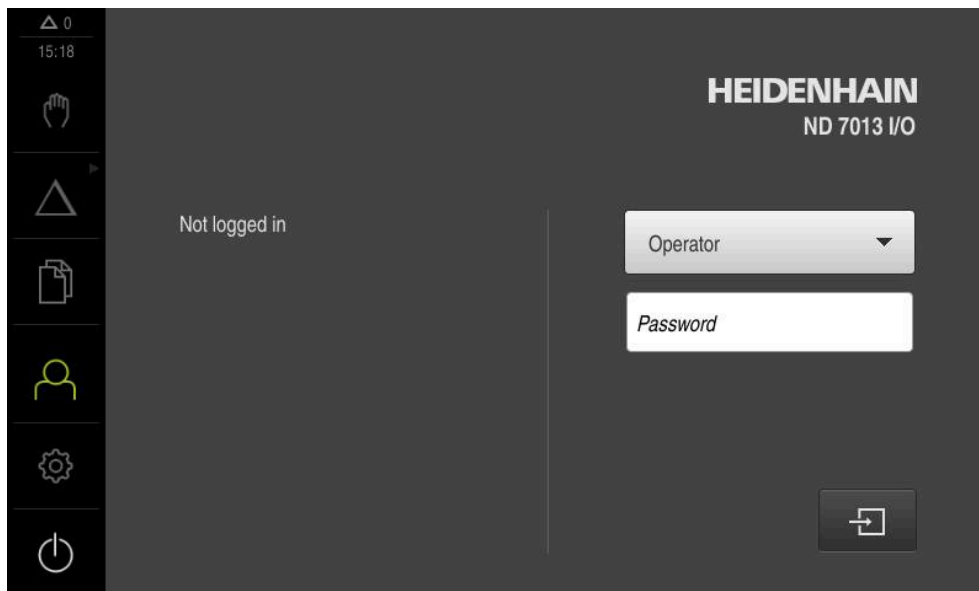 0
15:18
HEIDENHAIN
ND 7013 I/O
Not logged in
Operator
Password